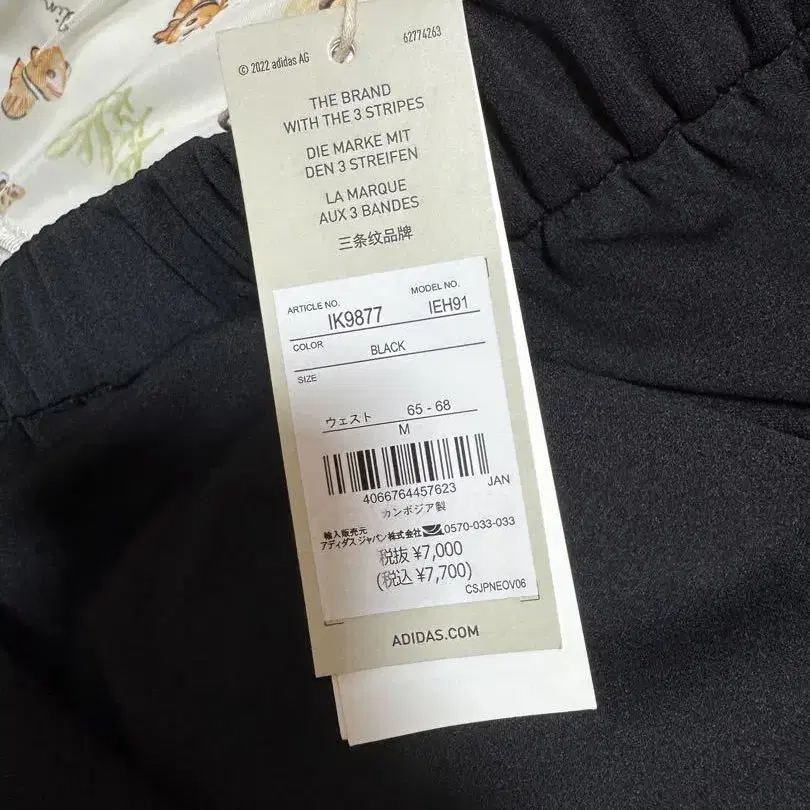 62774263
© 2022 adidas AG
THE BRAND
WITH THE 3 STRIPES
DIE MARKE MIT
DEN 3 STREIFEN
LA MARQUE
AUX 3 BANDES
三条纹品牌
ARTICLE NO. MODEL NO.
IK9877 IEH91
COLOR BLACK
SIZE
ウェスト 65 - 68
M
4066764457623 JAN
カンボジア製
輸入販売元
アディダス ジャパン株式会社 0570-033-033
税抜 ¥7,000
(税込 ¥7,700)
CSJPNEOV06
ADIDAS.COM